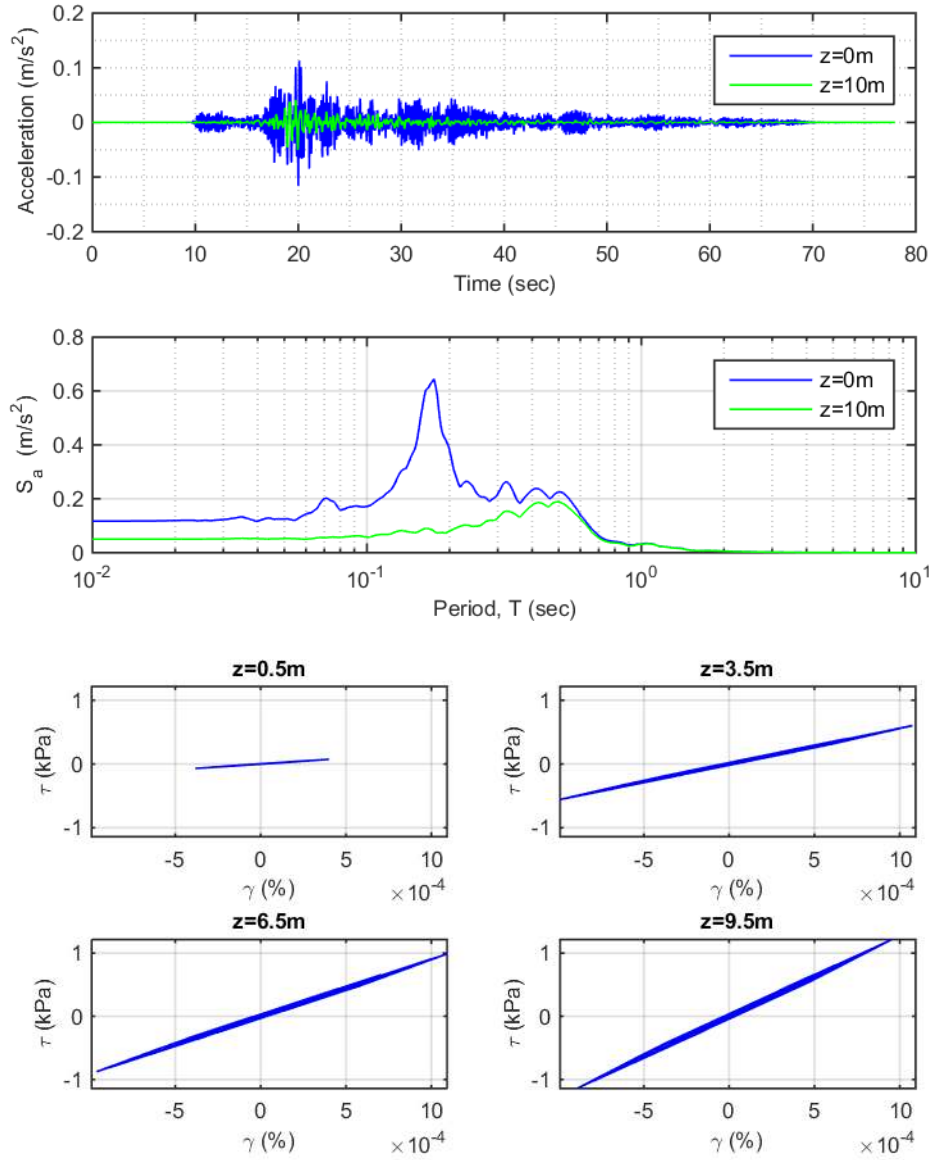 Acceleration (m/s²)
0.2
0.1
0
-0.1
-0.2
z=0m
z=10m
0 10 20 30 40 50 60 70 80
Time (sec)
S_a (m/s²)
0.8
0.6
0.4
0.2
0
z=0m
z=10m
10⁻² 10⁻¹ 10⁰ 10¹
Period, T (sec)
z=0.5m
τ (kPa)
1
0
-1
-5 0 5 10
γ (%) ×10⁻⁴
z=3.5m
τ (kPa)
1
0
-1
-5 0 5 10
γ (%) ×10⁻⁴
z=6.5m
τ (kPa)
1
0
-1
-5 0 5 10
γ (%) ×10⁻⁴
z=9.5m
τ (kPa)
1
0
-1
-5 0 5 10
γ (%) ×10⁻⁴